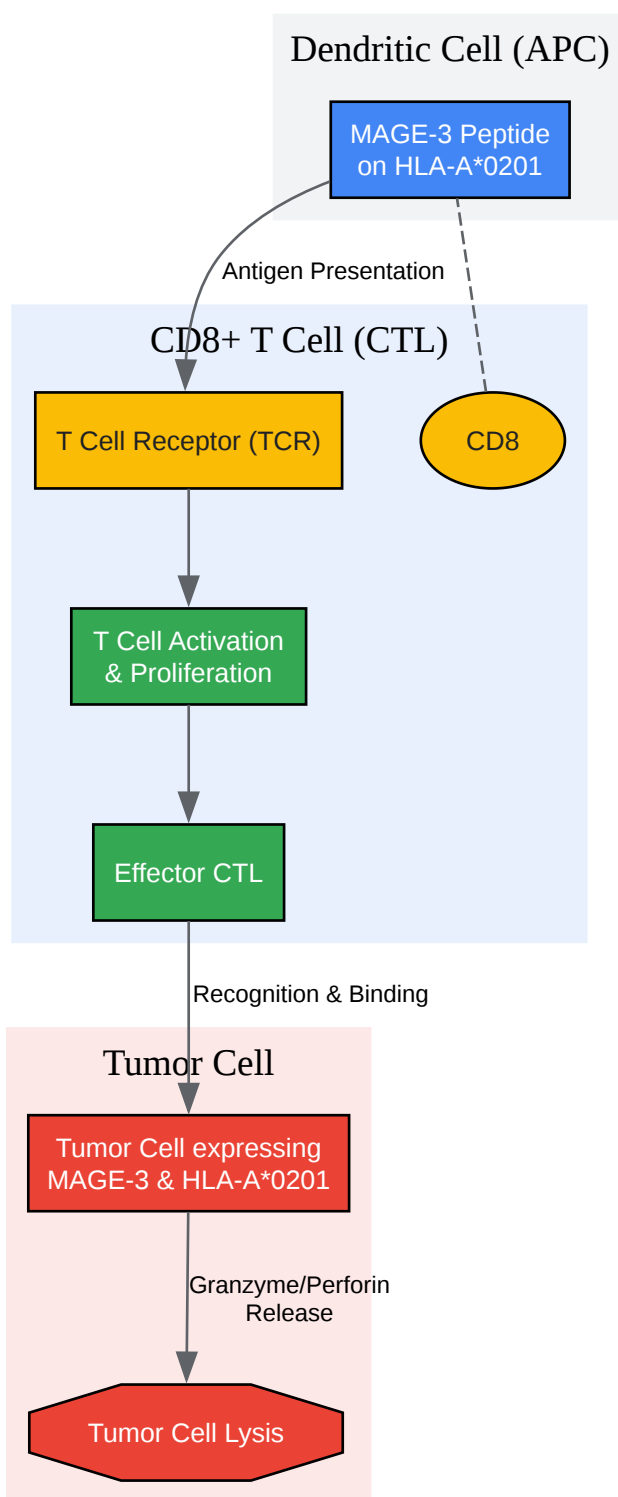 Dendritic Cell (APC)
MAGE-3 Peptide
on HLA-A*0201
Antigen Presentation
CD8+ T Cell (CTL)
T Cell Receptor (TCR)
CD8
T Cell Activation
& Proliferation
Effector CTL
Recognition & Binding
Tumor Cell
Tumor Cell expressing
MAGE-3 & HLA-A*0201
Granzyme/Perforin
Release
Tumor Cell Lysis